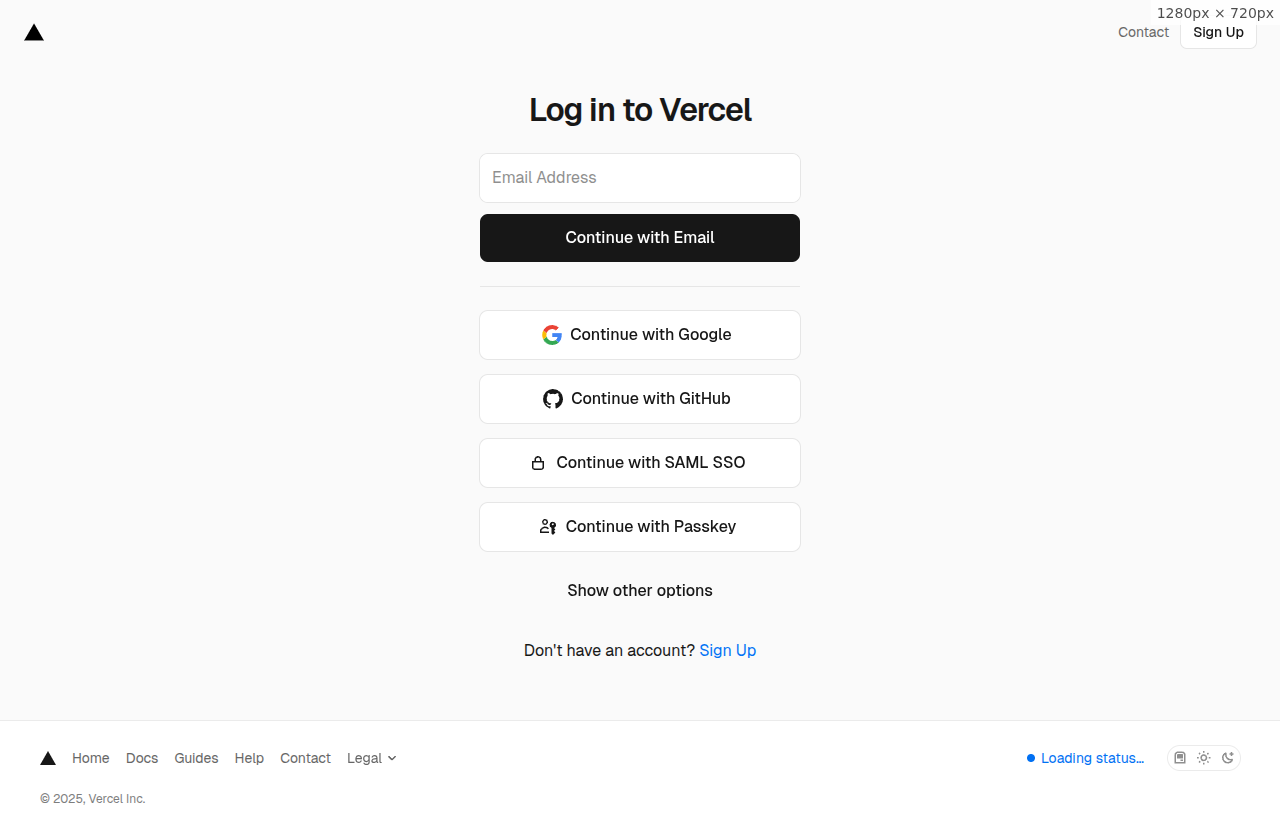 1280px × 720px
Contact
Sign Up
Log in to Vercel
Email Address
Continue with Email
Continue with Google
Continue with GitHub
Continue with SAML SSO
Continue with Passkey
Show other options
Don't have an account? Sign Up
Home Docs Guides Help Contact Legal
Loading status…
© 2025, Vercel Inc.